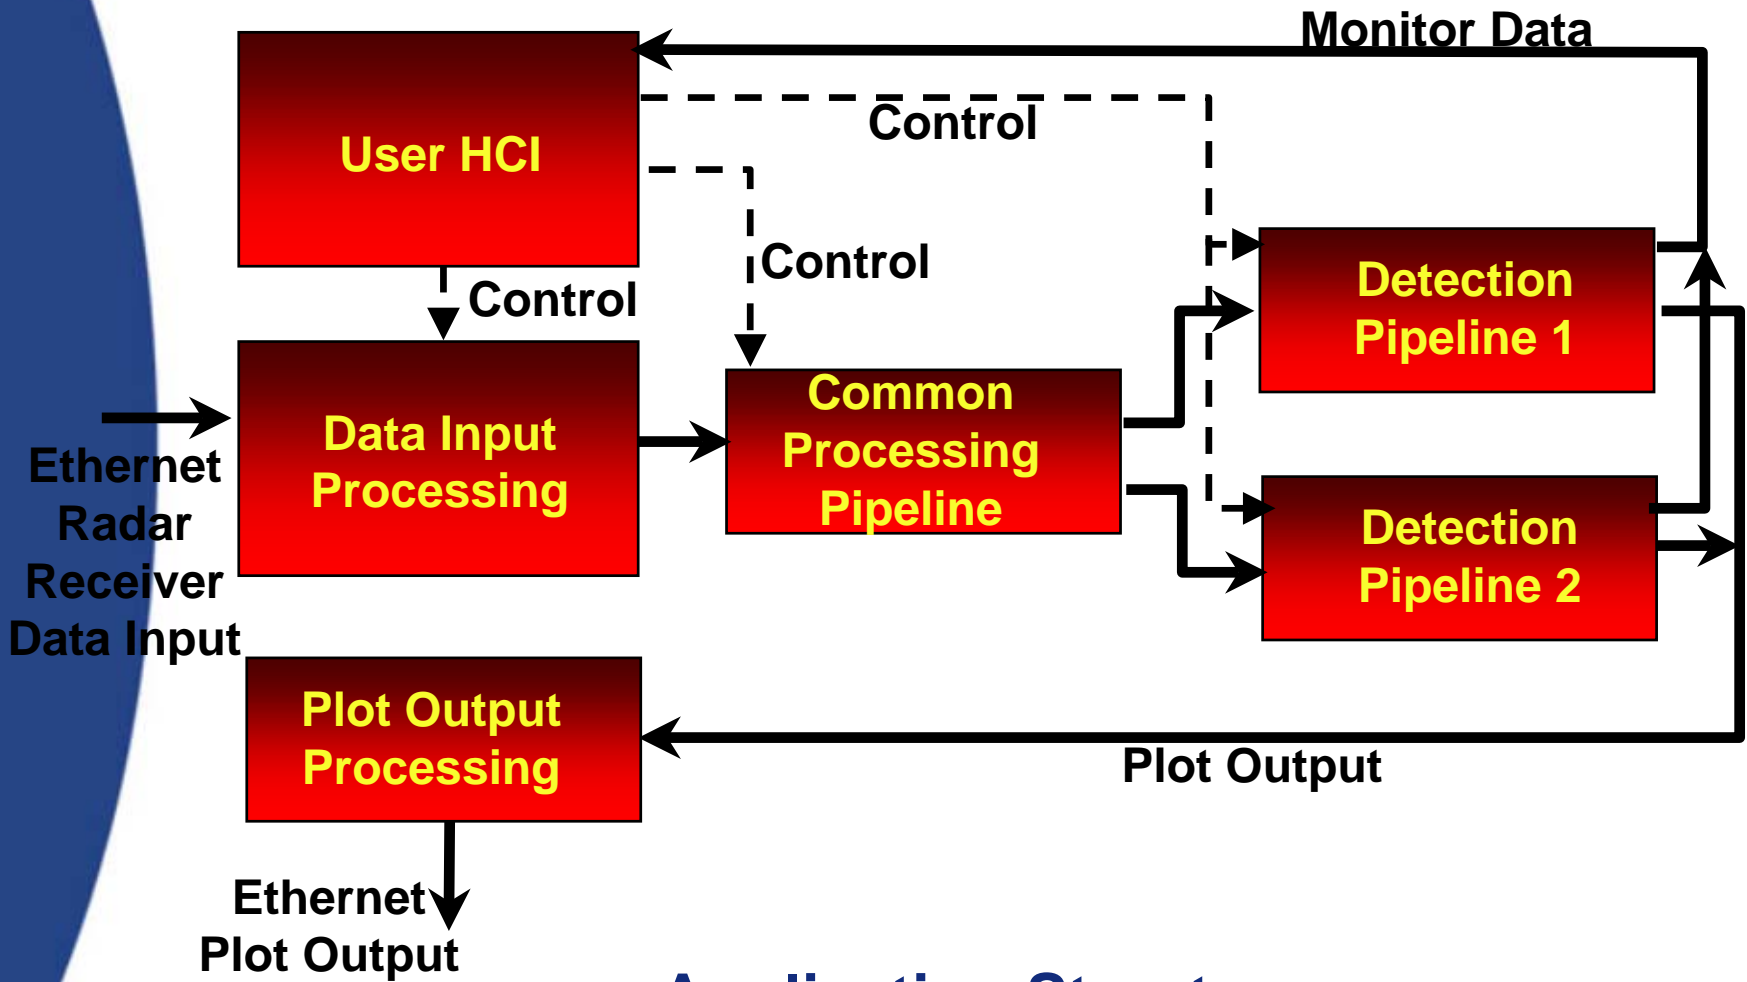 Monitor Data
User HCI
Control
Control
Control
Detection
Pipeline 1
Data Input
Processing
Common
Processing
Pipeline
Ethernet
Radar
Receiver
Data Input
Detection
Pipeline 2
Plot Output
Processing
Plot Output
Ethernet
Plot Output
Application